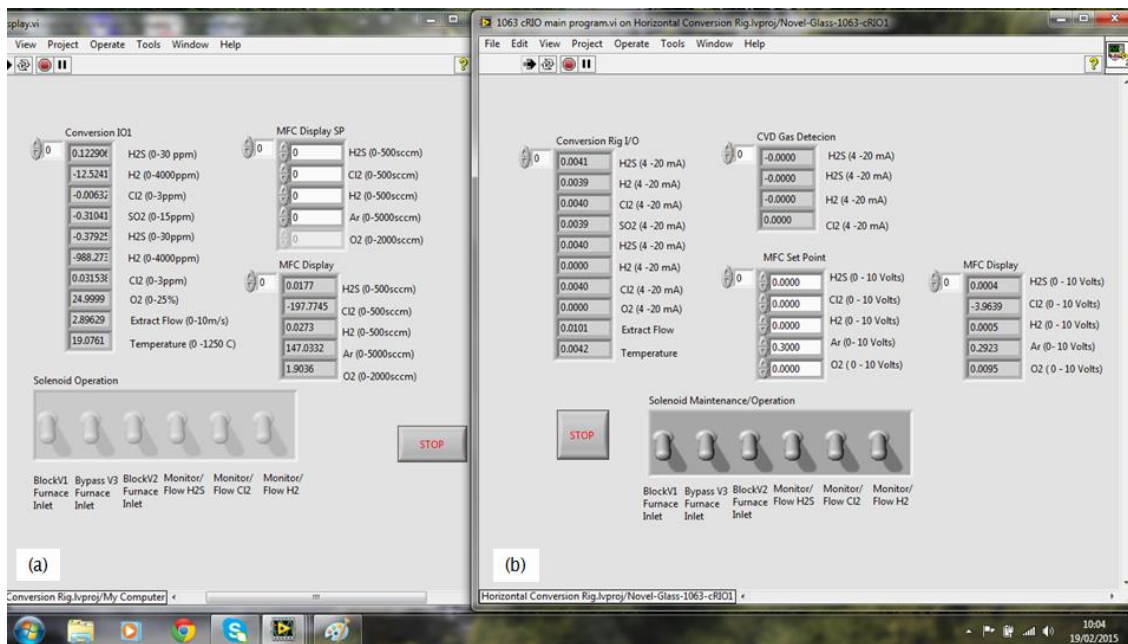 splay.vi
View Project Operate Tools Window Help
Conversion IO1
0
0.122906 H2S (0-30 ppm)
-12.5241 H2 (0-4000ppm)
-0.00632 Cl2 (0-3ppm)
-0.31041 SO2 (0-15ppm)
-0.37925 H2S (0-30ppm)
-988.273 H2 (0-4000ppm)
0.031538 Cl2 (0-3ppm)
24.9999 O2 (0-25%)
2.89629 Extract Flow (0-10m/s)
19.0761 Temperature (0 -1250 C)
MFC Display SP
0
0 H2S (0-500sccm)
0 Cl2 (0-500sccm)
0 H2 (0-500sccm)
0 Ar (0-5000sccm)
0 O2 (0-2000sccm)
MFC Display
0
0.0177 H2S (0-500sccm)
-197.7745 Cl2 (0-500sccm)
0.0273 H2 (0-500sccm)
147.0332 Ar (0-5000sccm)
1.9036 O2 (0-2000sccm)
Solenoid Operation
STOP
BlockV1 Bypass V3 BlockV2 Monitor/ Monitor/ Monitor/
Furnace Furnace Furnace Flow H2S Flow Cl2 Flow H2
Inlet Inlet Inlet
(a)
Conversion Rig.lvproj/My Computer
1063 cRIO main program.vi on Horizontal Conversion Rig.lvproj/Novel-Glass-1063-cRIO1
File Edit View Project Operate Tools Window Help
Conversion Rig I/O
0
0.0041 H2S (4 -20 mA)
0.0039 H2 (4 -20 mA)
0.0040 Cl2 (4 -20 mA)
0.0039 SO2 (4 -20 mA)
0.0040 H2S (4 -20 mA)
0.0000 H2 (4 -20 mA)
0.0040 Cl2 (4 -20 mA)
0.0000 O2 (4 -20 mA)
0.0101 Extract Flow
0.0042 Temperature
CVD Gas Detecion
0
-0.0000 H2S (4 -20 mA)
-0.0000 H2S (4 -20 mA)
-0.0000 H2 (4 -20 mA)
0.0000 Cl2 (4 -20 mA)
MFC Set Point
0
0.0000 H2S (0 - 10 Volts)
0.0000 Cl2 (0 - 10 Volts)
0.0000 H2 (0 - 10 Volts)
0.3000 Ar (0- 10 Volts)
0.0000 O2 ( 0 - 10 Volts)
MFC Display
0
0.0004 H2S (0 - 10 Volts)
-3.9639 Cl2 (0 - 10 Volts)
0.0005 H2 (0 - 10 Volts)
0.2923 Ar (0- 10 Volts)
0.0095 O2 ( 0 - 10 Volts)
STOP
Solenoid Maintenance/Operation
BlockV1 Bypass V3 BlockV2 Monitor/ Monitor/ Monitor/
Furnace Furnace Furnace Flow H2S Flow Cl2 Flow H2
Inlet Inlet Inlet
(b)
Horizontal Conversion Rig.lvproj/Novel-Glass-1063-cRIO1
10:04
19/02/2015